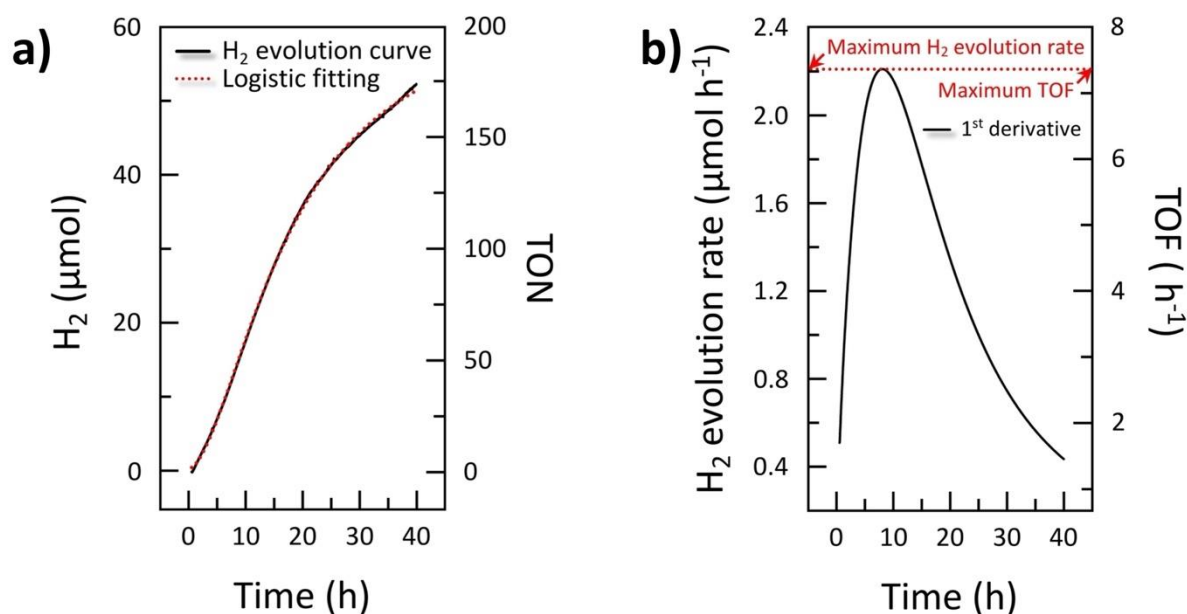 a)
H₂ evolution curve
Logistic fitting
60
40
20
0
H₂ (μmol)
200
150
100
50
0
TON
0 10 20 30 40
Time (h)
b)
Maximum H₂ evolution rate
Maximum TOF
1ˢᵗ derivative
2.4
2.0
1.6
1.2
0.8
0.4
H₂ evolution rate (μmol h⁻¹)
8
6
4
2
TOF ( h⁻¹)
0 10 20 30 40
Time (h)